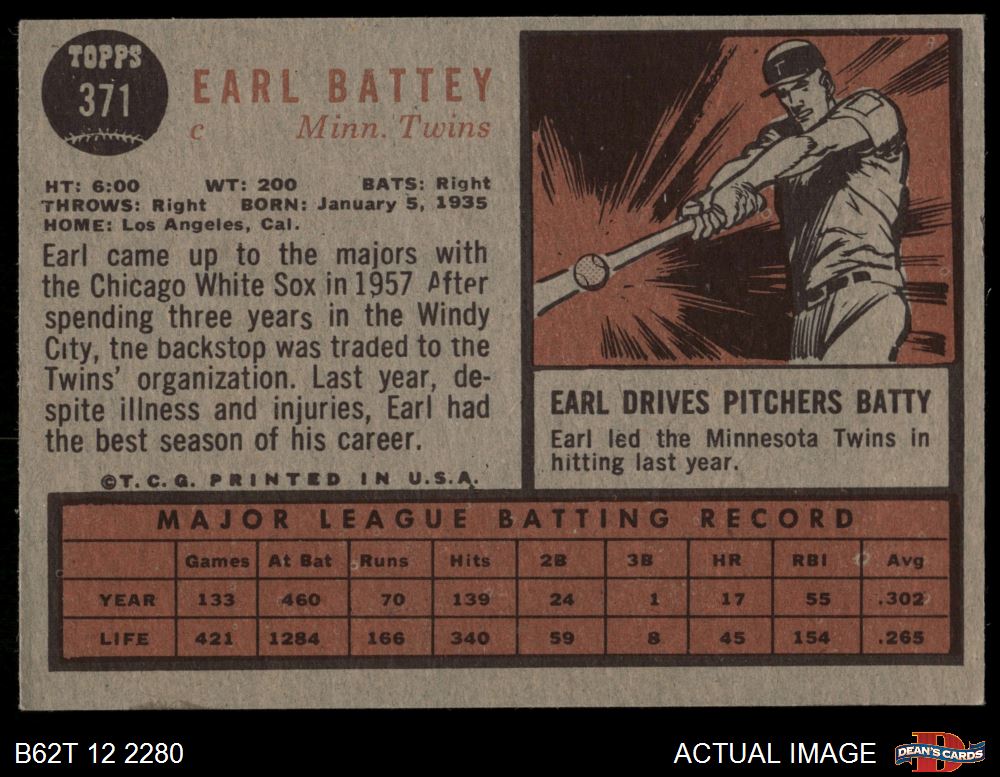 TOPPS
371
EARL BATTEY
c Minn. Twins
HT: 6:00 WT: 200 BATS: Right
THROWS: Right BORN: January 5, 1935
HOME: Los Angeles, Cal.
Earl came up to the majors with
the Chicago White Sox in 1957 After
spending three years in the Windy
City, tne backstop was traded to the
Twins' organization. Last year, de-
spite illness and injuries, Earl had
the best season of his career.
©T.C.G. PRINTED IN U.S.A.
T
EARL DRIVES PITCHERS BATTY
Earl led the Minnesota Twins in
hitting last year.
MAJOR LEAGUE BATTING RECORD
Games At Bat Runs Hits 2B 3B HR RBI Avg
YEAR 133 460 70 139 24 1 17 55 .302
LIFE 421 1284 166 340 59 8 45 154 .265
B62T 12 2280
ACTUAL IMAGE
D
DEAN'S CARDS